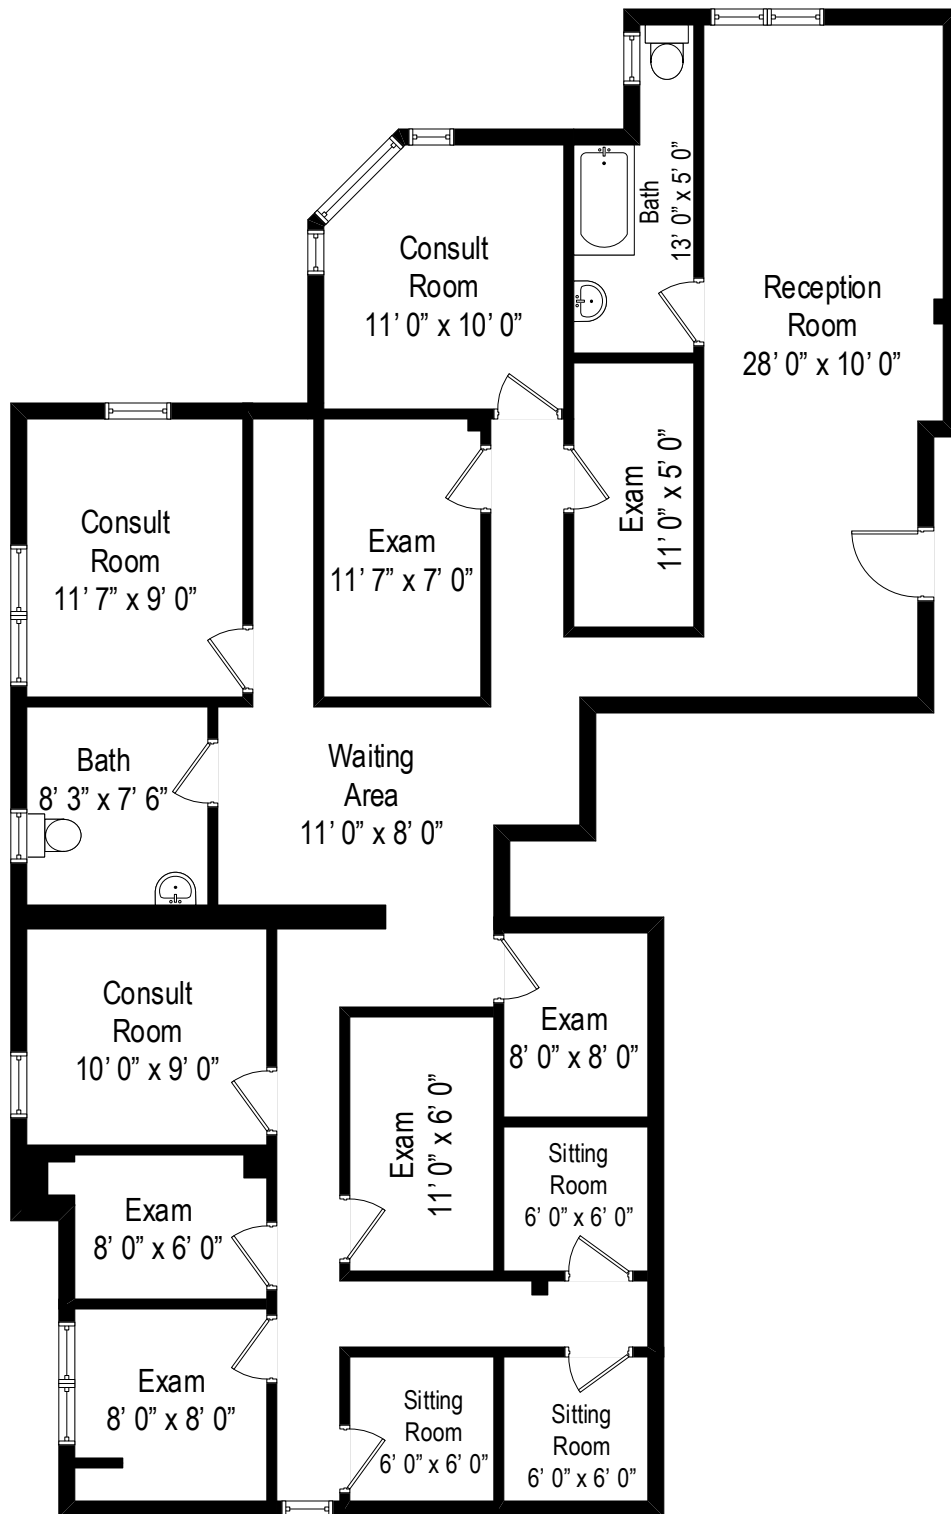 Bath
13' 0” x 5' 0”
Consult
Room
11' 0” x 10' 0”
Reception
Room
28' 0” x 10' 0”
Exam
11' 0” x 5' 0”
Consult
Room
11' 7” x 9' 0”
Exam
11' 7” x 7' 0”
Bath
8' 3” x 7' 6”
Waiting
Area
11' 0” x 8' 0”
Consult
Room
10' 0” x 9' 0”
Exam
8' 0” x 8' 0”
Exam
11' 0” x 6' 0”
Sitting
Room
6' 0” x 6' 0”
Exam
8' 0” x 6' 0”
Exam
8' 0” x 8' 0”
Sitting
Room
6' 0” x 6' 0”
Sitting
Room
6' 0” x 6' 0”